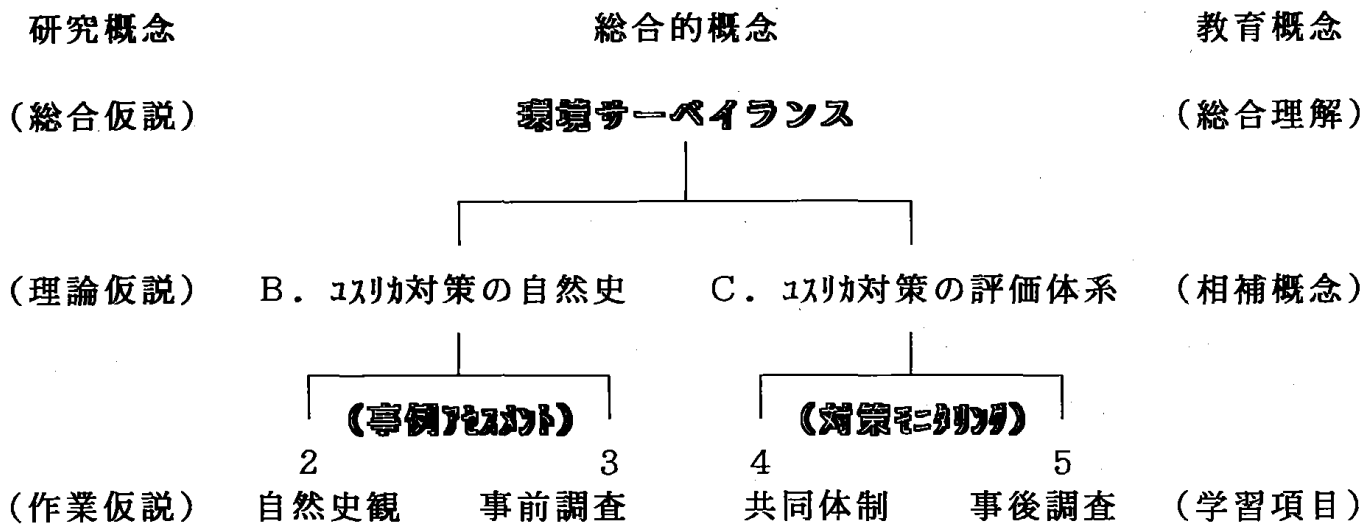 研究概念 総合的概念 教育概念
(総合仮説) 環境サーベイランス (総合理解)
(理論仮説) B．ﾕｽﾘｶ対策の自然史 C．ﾕｽﾘｶ対策の評価体系 (相補概念)
(事例ｱｾｽﾒﾝﾄ) (対策ﾓﾆﾀﾘﾝｸﾞ)
2 3 4 5
(作業仮説) 自然史観 事前調査 共同体制 事後調査 (学習項目)